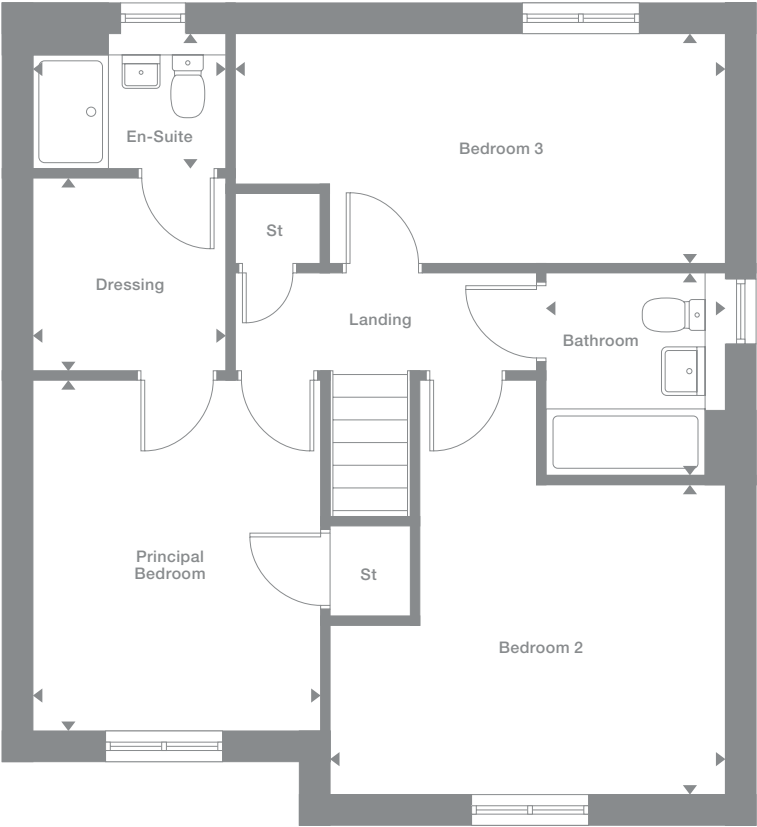 En-Suite
Bedroom 3
St
Dressing
Landing
Bathroom
Principal
Bedroom
St
Bedroom 2